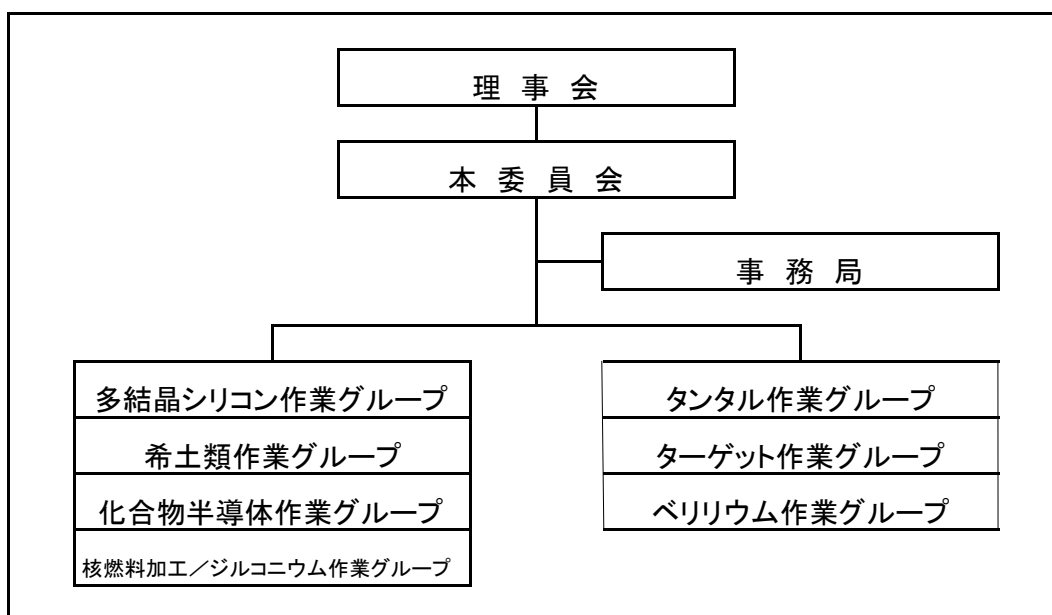 理 事 会
本 委 員 会
事 務 局
多結晶シリコン作業グループ
希土類作業グループ
化合物半導体作業グループ
核燃料加工／ジルコニウム作業グループ
タンタル作業グループ
ターゲット作業グループ
ベリリウム作業グループ